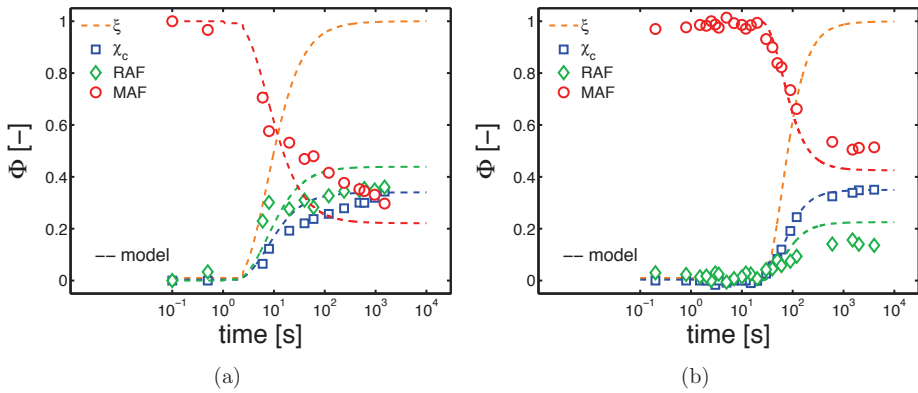 ξ
χc
RAF
MAF
−− model
Φ [−]
1
0.8
0.6
0.4
0.2
0
10⁻¹ 10⁰ 10¹ 10² 10³ 10⁴
time [s]
(a)
ξ
χc
RAF
MAF
−− model
Φ [−]
1
0.8
0.6
0.4
0.2
0
10⁻¹ 10⁰ 10¹ 10² 10³ 10⁴
time [s]
(b)